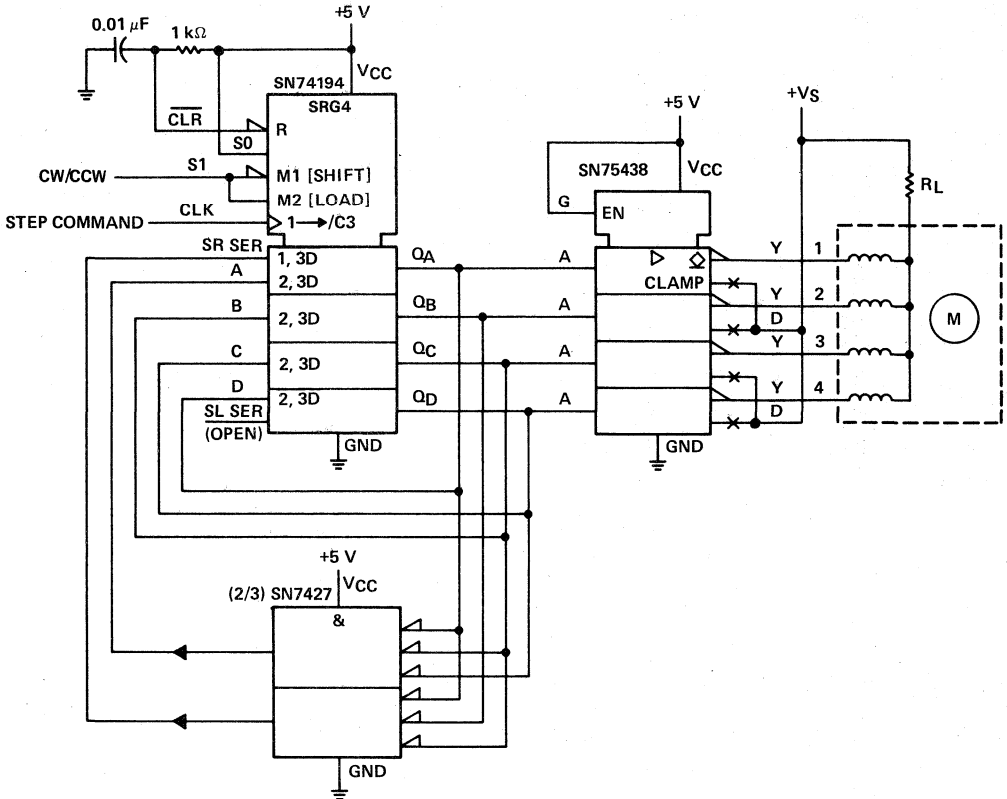 +5 V
0.01 μF
1 kΩ
VCC
SN74194
SRG4
CLR
R
S0
S1
CW/CCW
M1 [SHIFT]
M2 [LOAD]
STEP COMMAND
CLK
1 →/C3
SR SER
1, 3D
A
2, 3D
B
2, 3D
C
2, 3D
D
2, 3D
SL SER
(OPEN)
GND
QA
QB
QC
QD
+5 V
SN75438
VCC
G
EN
A
A
A
A
CLAMP
Y
1
Y
2
D
Y
3
Y
4
D
GND
+VS
RL
M
+5 V
VCC
(2/3) SN7427
&
GND